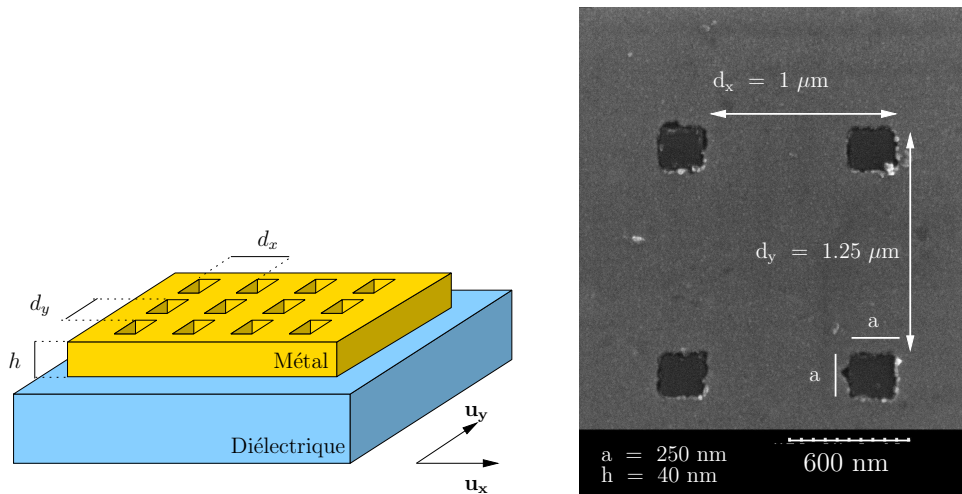 d_x
d_y
h
Métal
Diélectrique
u_y
u_x
d_x = 1 μm
d_y = 1.25 μm
a
a
a = 250 nm
h = 40 nm
600 nm